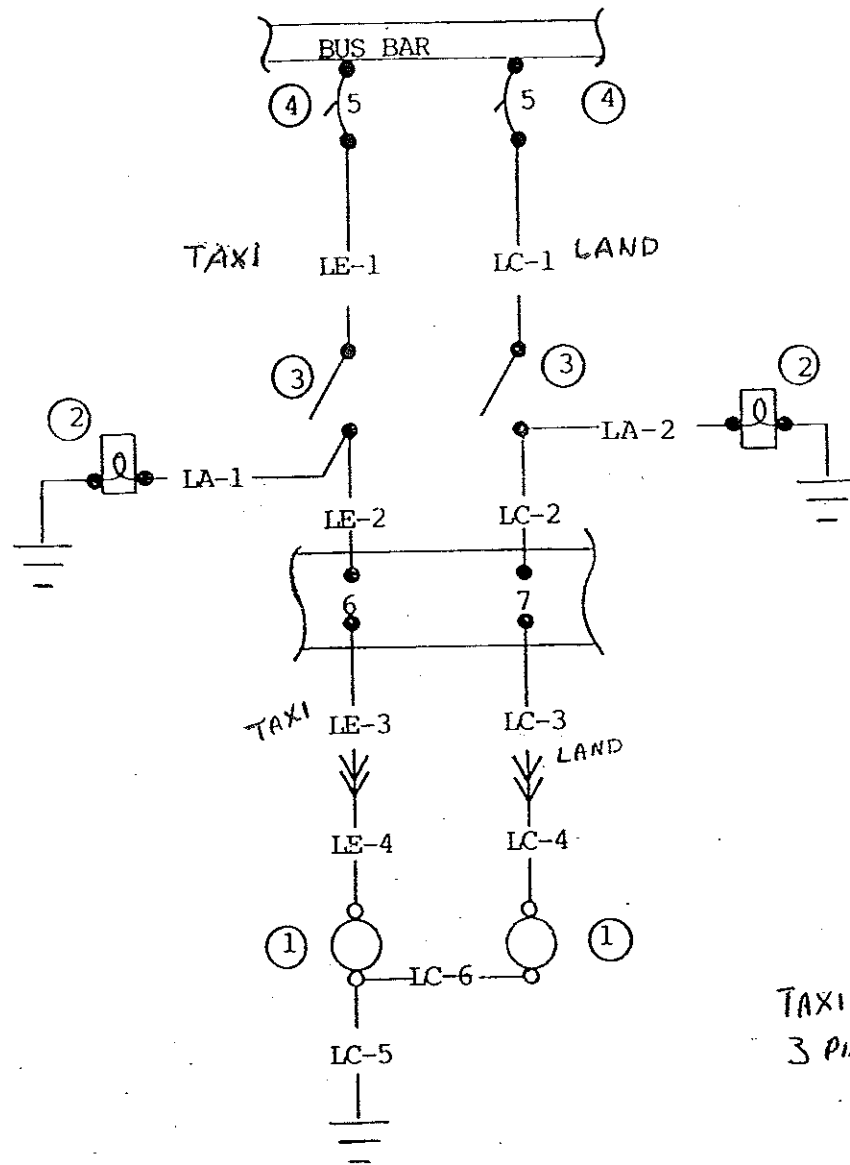 BUS BAR
4 5 5 4
TAXI LE-1 LC-1 LAND
3 3
2 2
LA-1 LA-2
LE-2 LC-2
6 7
TAXI LE-3 LC-3
LAND
LE-4 LC-4
1 1
LC-6
TAXI
LC-5 3